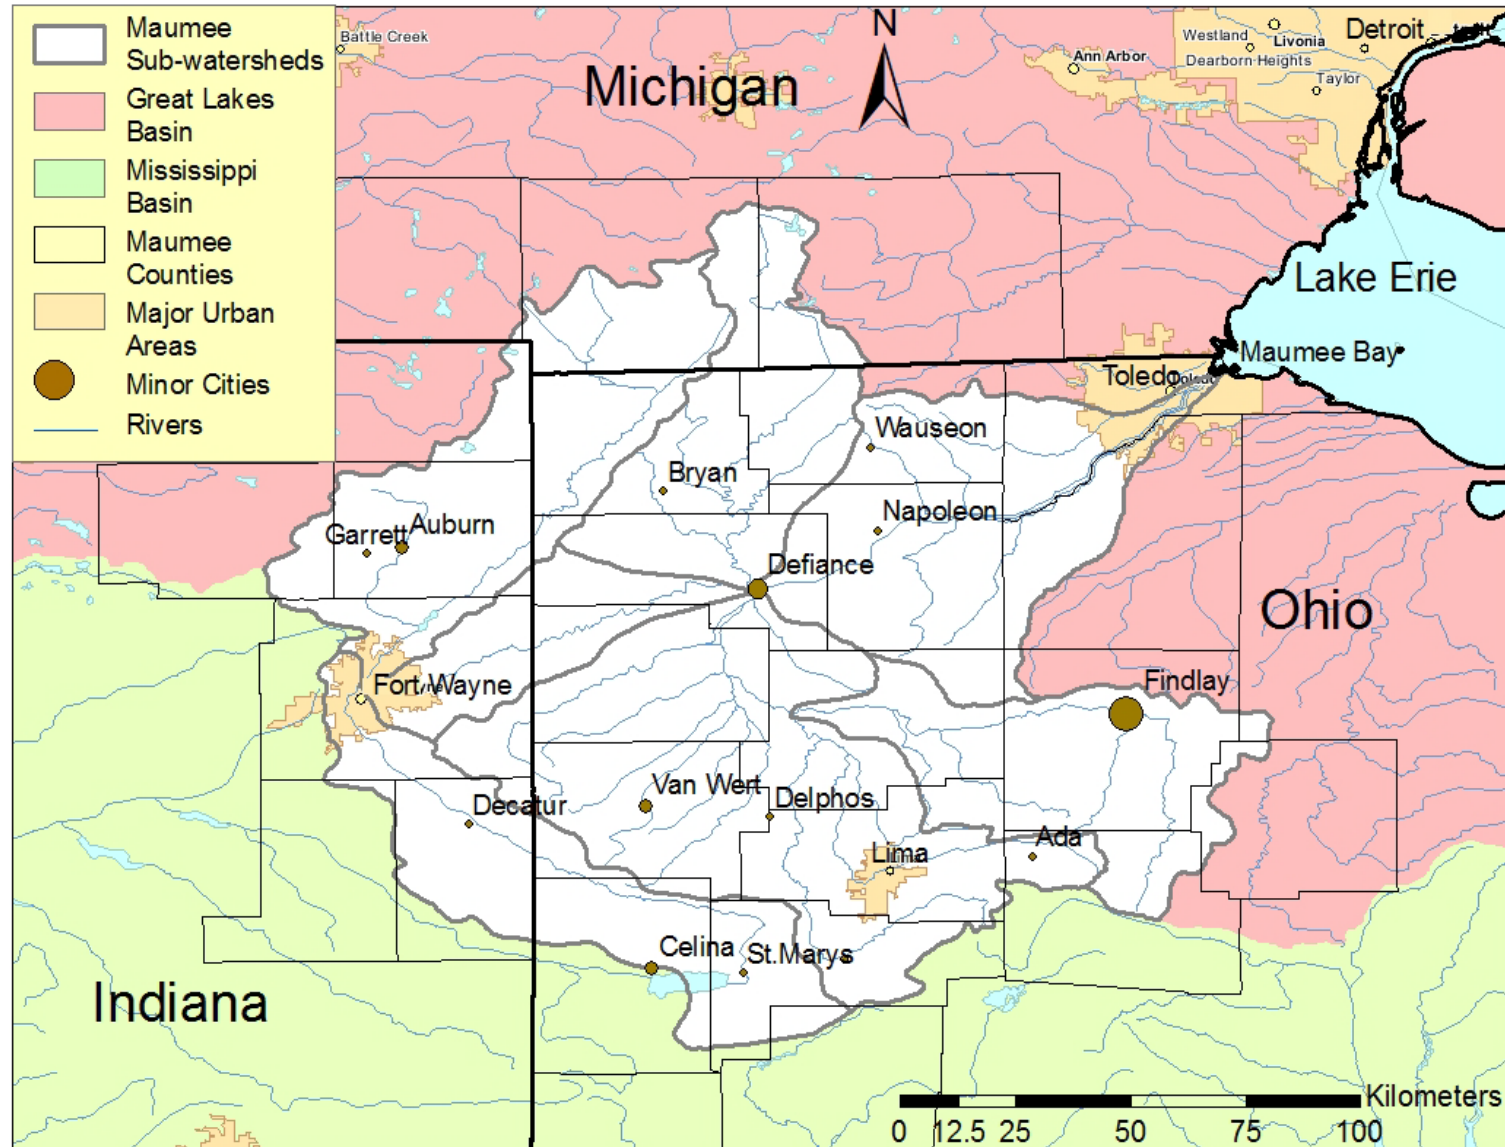 Maumee
Sub-watersheds
Great Lakes
Basin
Mississippi
Basin
Maumee
Counties
Major Urban
Areas
Minor Cities
Rivers
N
Michigan
Battle Creek
Ann Arbor
Westland
Livonia
Detroit
Dearborn Heights
Taylor
Lake Erie
Maumee Bay
Toledo
Wauseon
Bryan
Napoleon
Garrett
Auburn
Defiance
Ohio
Fort Wayne
Findlay
Van Wert
Delphos
Decatur
Lima
Ada
Celina
St.Marys
Indiana
Kilometers
0 12.5 25 50 75 100